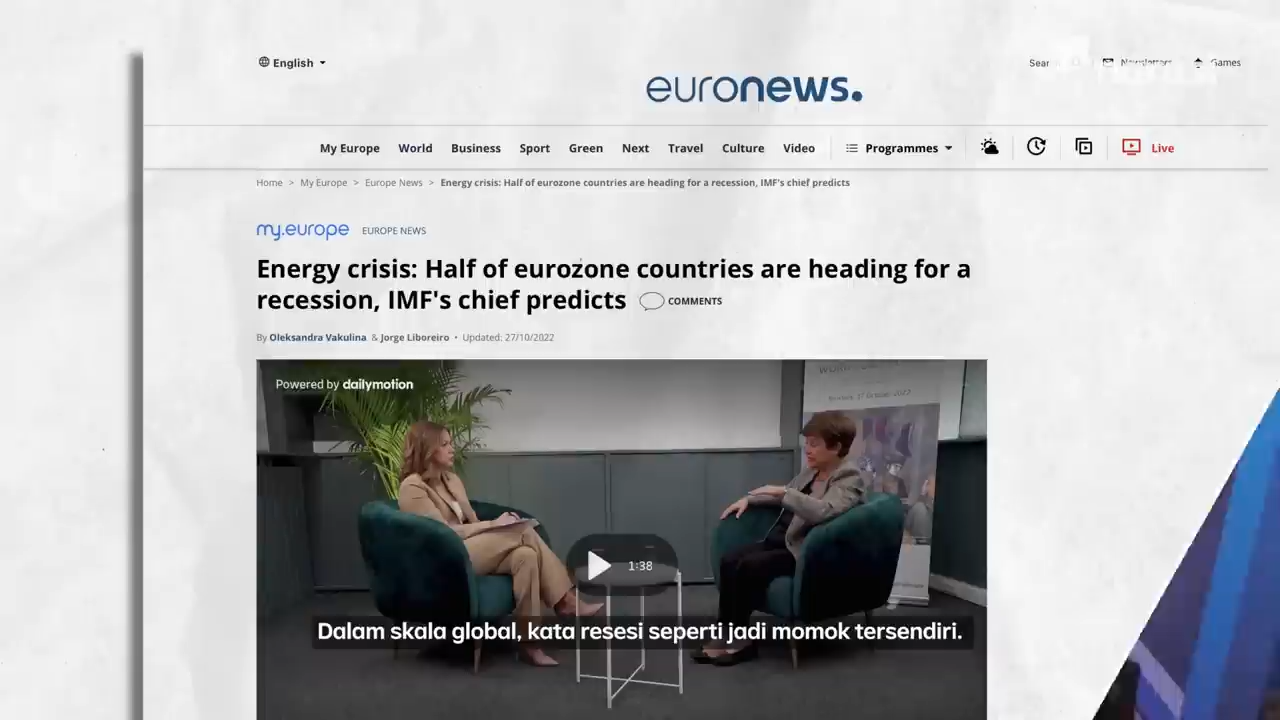 English
euronews.
Sear
Newsletters
Games
My Europe World Business Sport Green Next Travel Culture Video Programmes Live
Home > My Europe > Europe News > Energy crisis: Half of eurozone countries are heading for a recession, IMF's chief predicts
my.europe EUROPE NEWS
Energy crisis: Half of eurozone countries are heading for a
recession, IMF's chief predicts COMMENTS
By Oleksandra Vakulina & Jorge Liboreiro • Updated: 27/10/2022
Powered by dailymotion
1:38
Dalam skala global, kata resesi seperti jadi momok tersendiri.